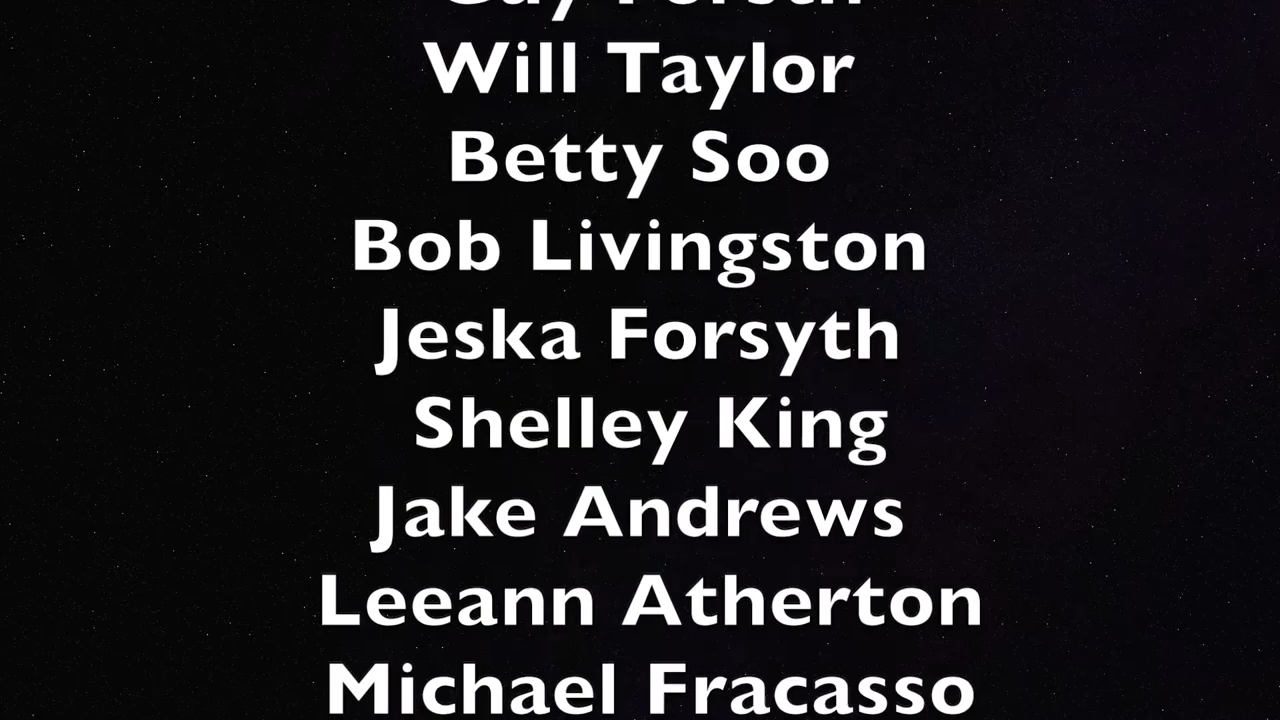 Will Taylor
Betty Soo
Bob Livingston
Jeska Forsyth
Shelley King
Jake Andrews
Leeann Atherton
Michael Fracasso